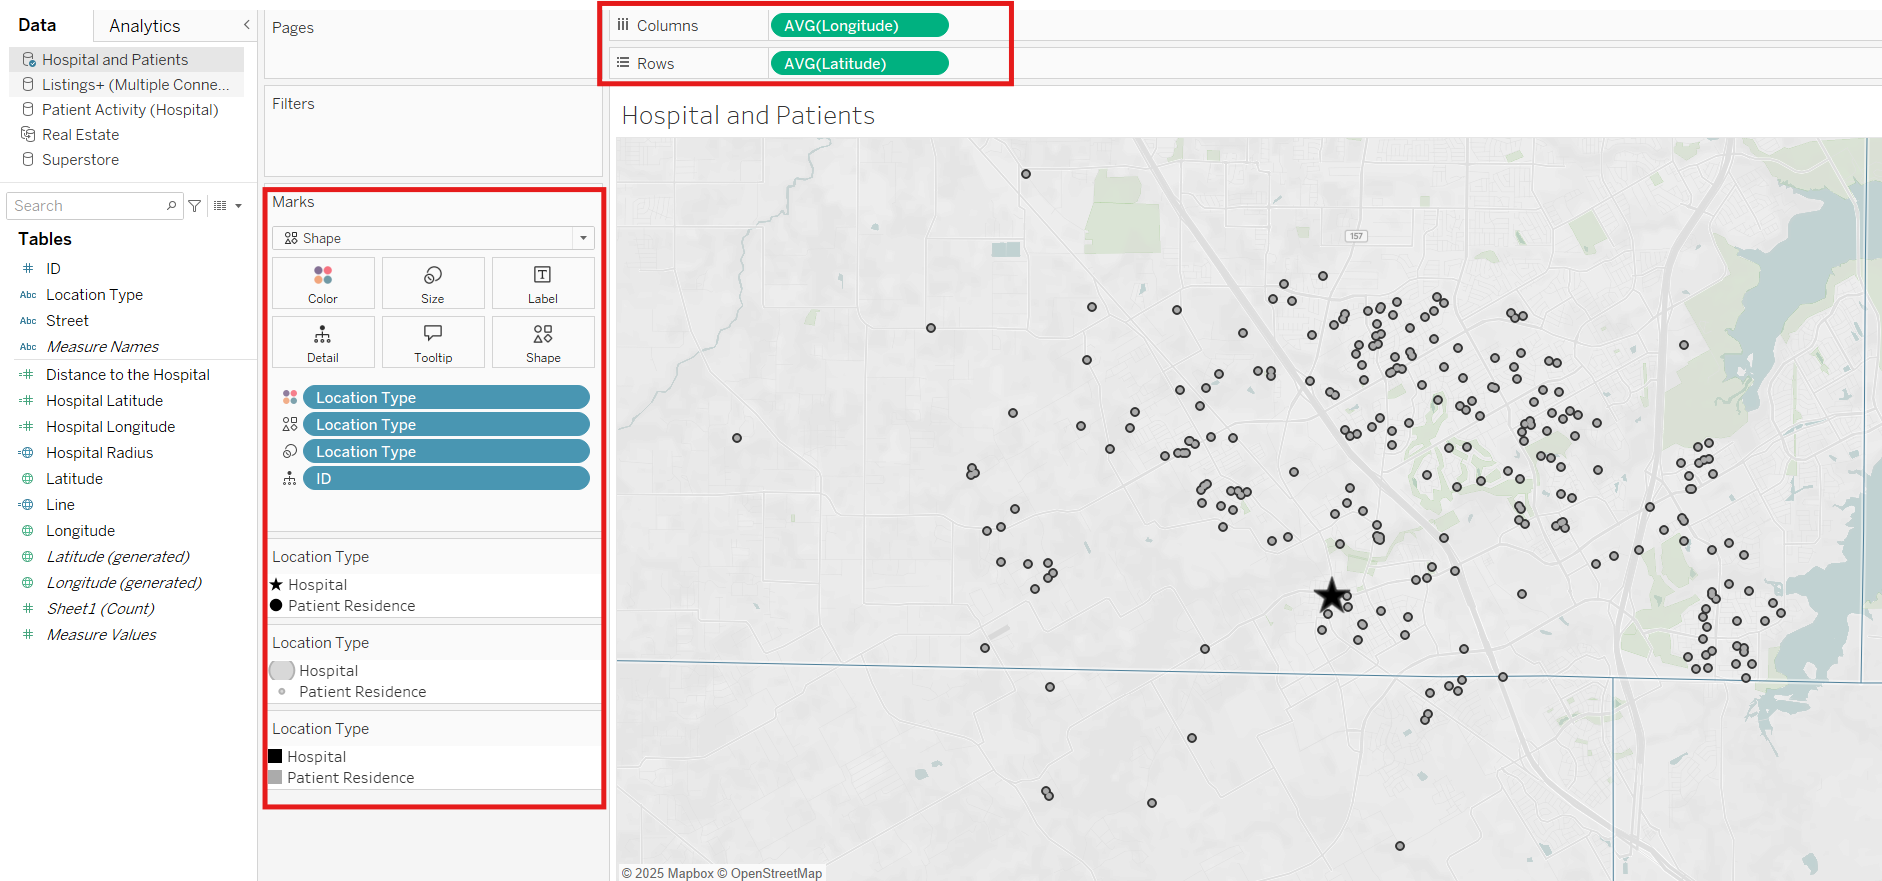 Data
Analytics
Hospital and Patients
Listings+ (Multiple Conne...
Patient Activity (Hospital)
Real Estate
Superstore
Search
Tables
ID
Abc Location Type
Abc Street
Abc Measure Names
Distance to the Hospital
Hospital Latitude
Hospital Longitude
Hospital Radius
Latitude
Line
Longitude
Latitude (generated)
Longitude (generated)
Sheet1 (Count)
Measure Values
Pages
Filters
Marks
Shape
Color Size Label
Detail Tooltip Shape
Location Type
Location Type
Location Type
ID
Location Type
Hospital
Patient Residence
Location Type
Hospital
Patient Residence
Location Type
Hospital
Patient Residence
Columns AVG(Longitude)
Rows AVG(Latitude)
Hospital and Patients
157
© 2025 Mapbox © OpenStreetMap